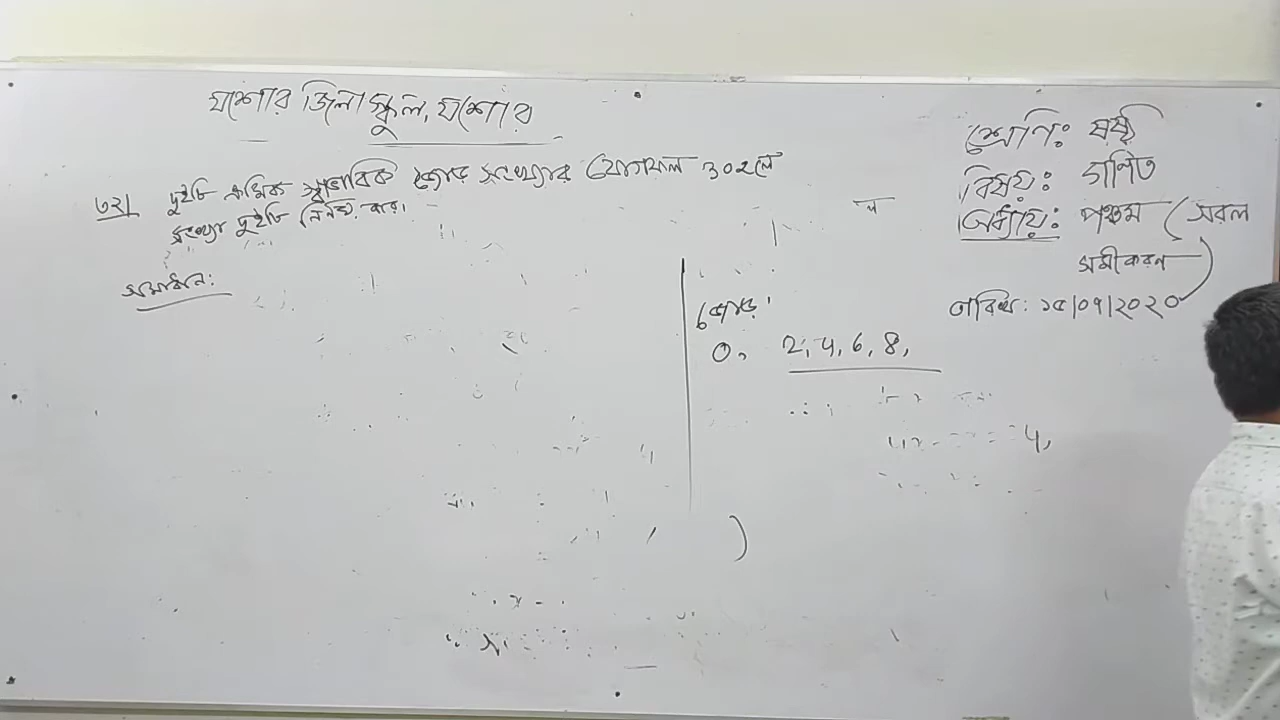 যশোর জিলা স্কুল, যশোর
শ্রেণিঃ ষষ্ঠ
বিষয়ঃ গণিত
অধ্যায়ঃ পঞ্চম (সরল
সমীকরণ)
তারিখঃ ১৫/০৭/২০২০
৩২। দুইটি ক্রমিক স্বাভাবিক জোড় সংখ্যার যোগফল ৩০ হলে
সংখ্যা দুইটি নির্ণয় কর।
সমাধান:
জোড়
0, 2, 4, 6, 8,
4,